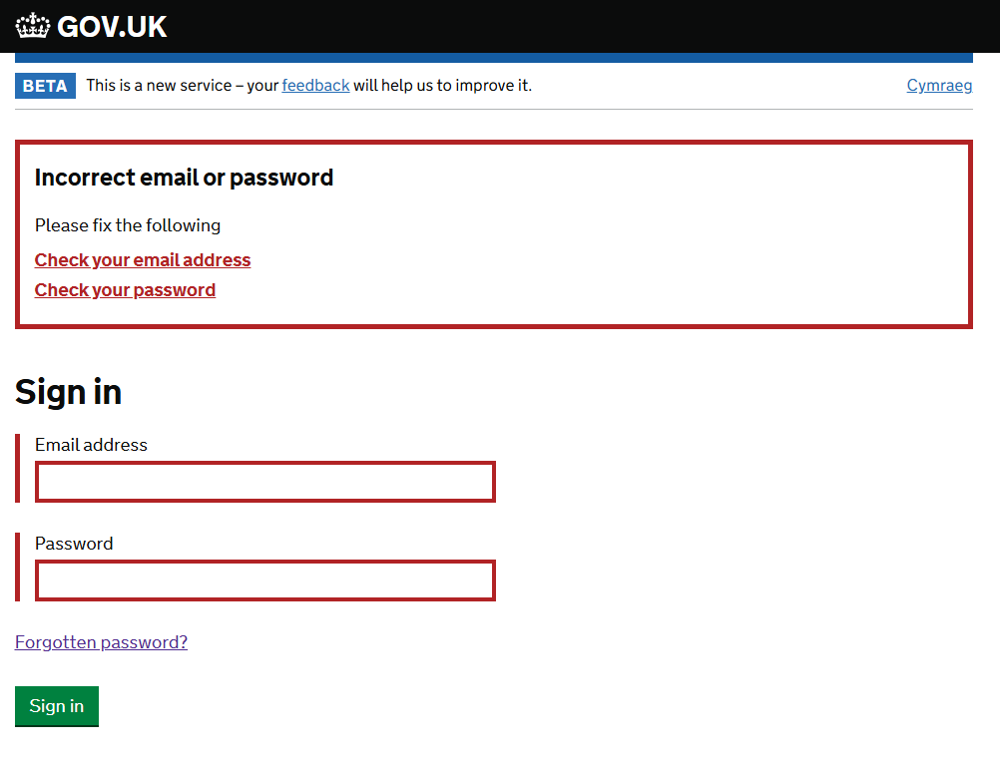 GOV.UK
BETA This is a new service – your feedback will help us to improve it. Cymraeg
Incorrect email or password
Please fix the following
Check your email address
Check your password
Sign in
Email address
Password
Forgotten password?
Sign in